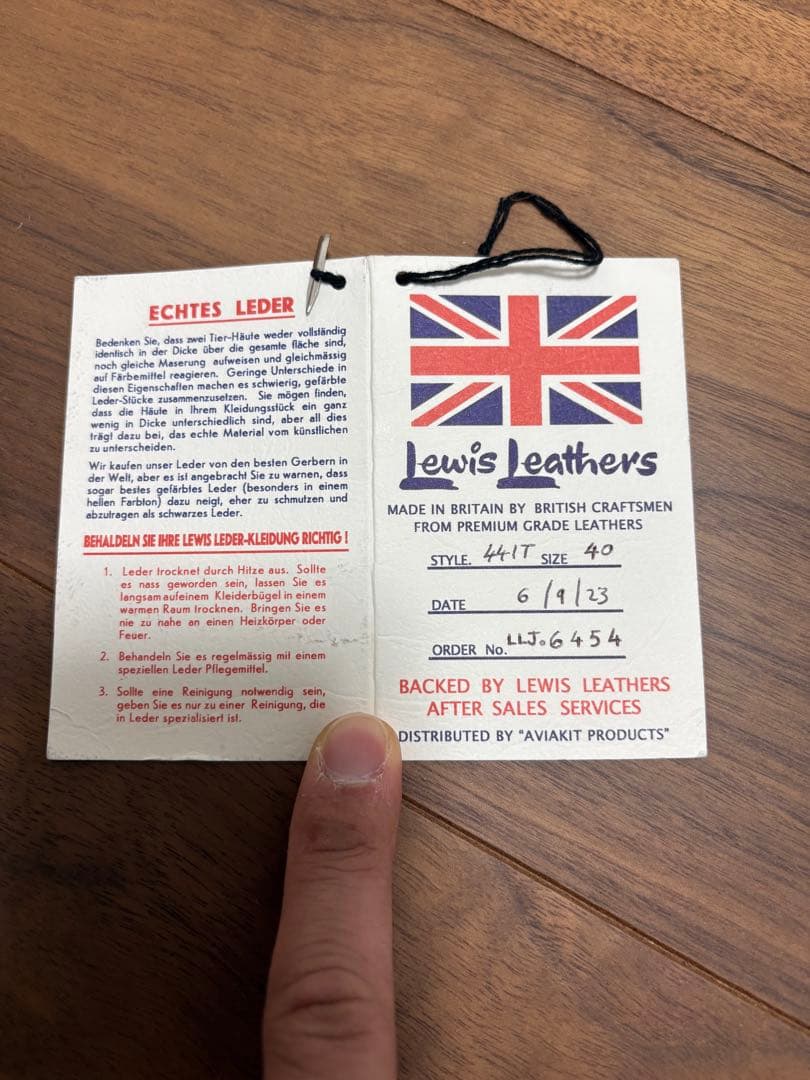 ECHTES LEDER
Bedenken Sie, dass zwei Tier-Häute weder vollständig
identisch in der Dicke über die gesamte fläche sind,
noch gleiche Maserung aufweisen und gleichmässig
auf Färbemittel reagieren. Geringe Unterschiede in
diesen Eigenschaften machen es schwierig, gefärbte
Leder-Stücke zusammenzusetzen. Sie mögen finden,
dass die Häute in Ihrem Kleidungsstück ein ganz
wenig in Dicke unterschiedlich sind, aber all dies
trägt dazu bei, das echte Material vom künstlichen
zu unterscheiden.
Wir kaufen unser Leder von den besten Gerbern in
der Welt, aber es ist angebracht Sie zu warnen, dass
sogar bestes gefärbtes Leder (besonders in einem
hellen Farbton) dazu neigt, eher zu schmutzen und
abzutragen als schwarzes Leder.
BEHALDELN SIE IHRE LEWIS LEDER-KLEIDUNG RICHTIG !
1. Leder trocknet durch Hitze aus. Sollte
es nass geworden sein, lassen Sie es
langsam aufeinem Kleiderbügel in einem
warmen Raum trocknen. Bringen Sie es
nie zu nahe an einen Heizkörper oder
Feuer.
2. Behandeln Sie es regelmässig mit einem
speziellen Leder Pflegemittel.
3. Sollte eine Reinigung notwendig sein,
geben Sie es nur zu einer Reinigung, die
in Leder spezialisiert ist.
Lewis Leathers
MADE IN BRITAIN BY BRITISH CRAFTSMEN
FROM PREMIUM GRADE LEATHERS
STYLE. 441T SIZE 40
DATE 6/9/23
ORDER No. LLJ.6454
BACKED BY LEWIS LEATHERS
AFTER SALES SERVICES
DISTRIBUTED BY "AVIAKIT PRODUCTS"